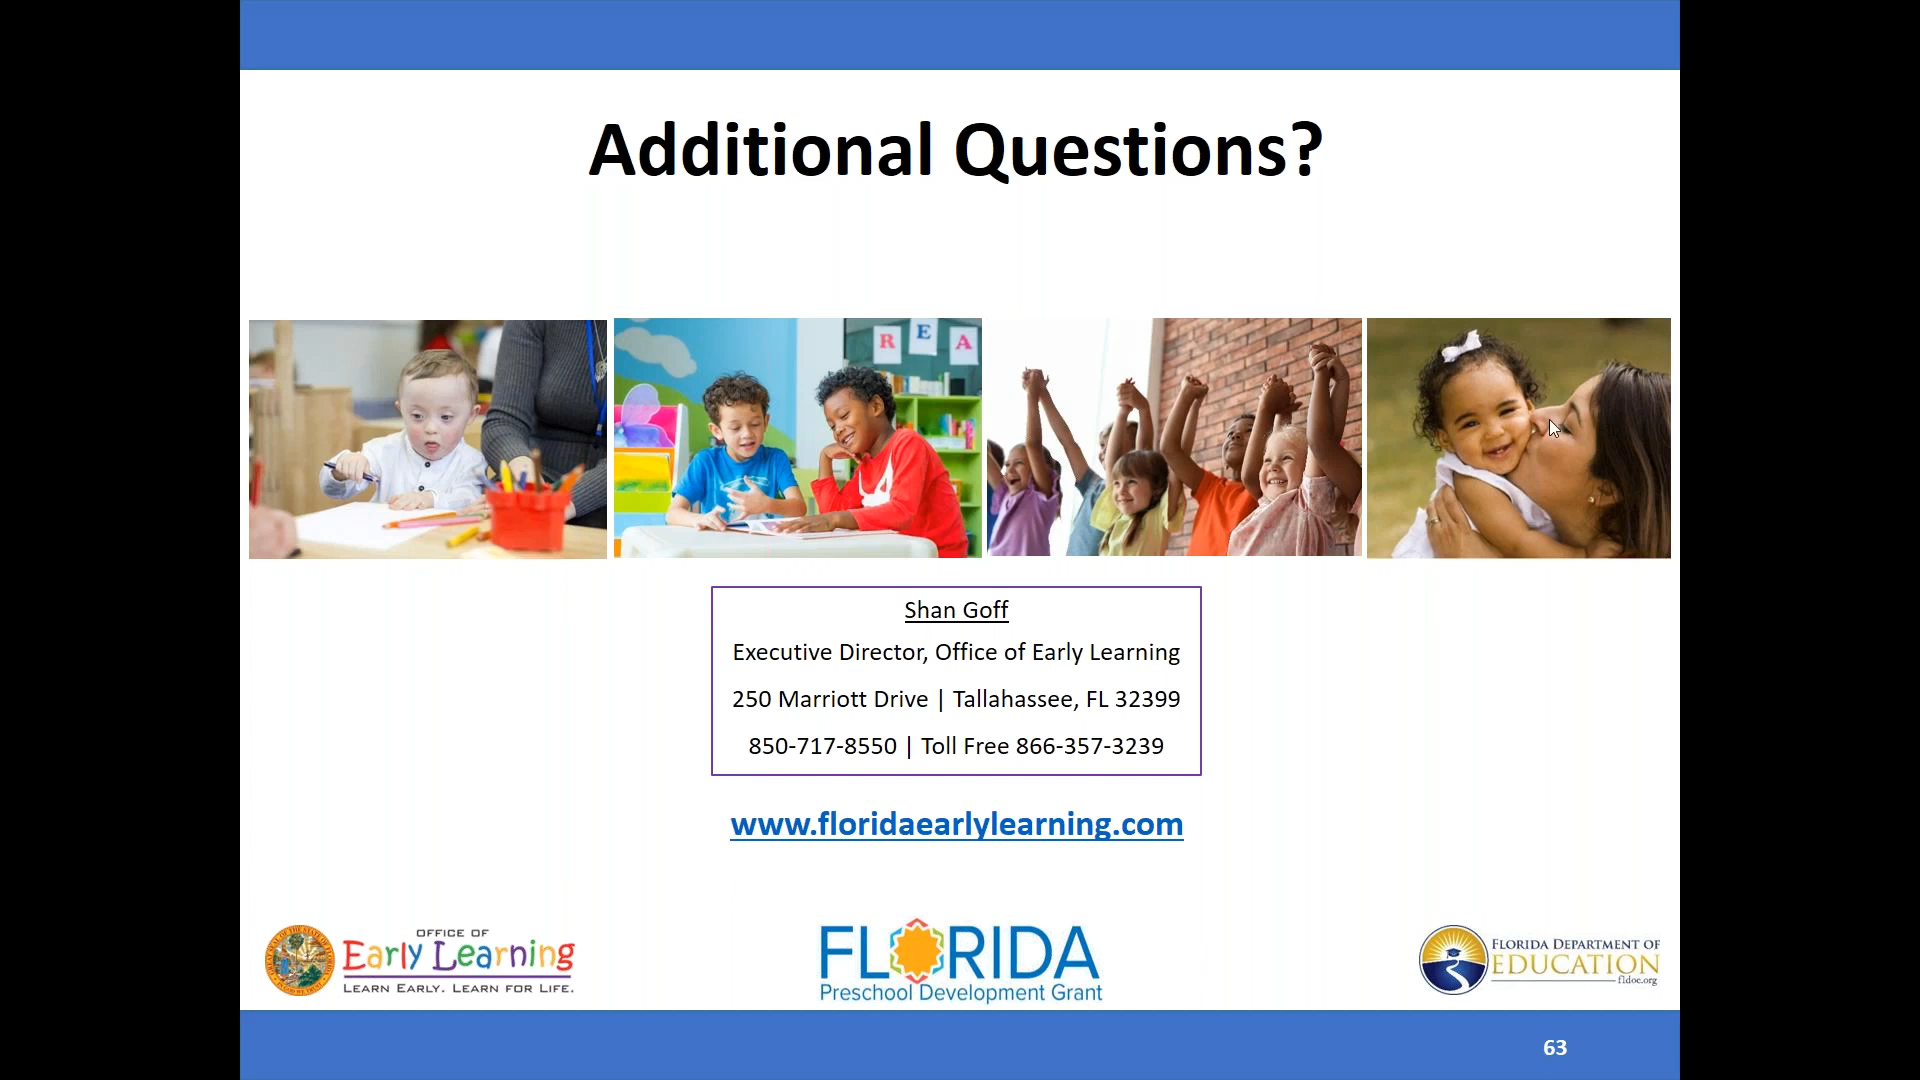 Additional Questions?
R E A
Shan Goff
Executive Director, Office of Early Learning
250 Marriott Drive | Tallahassee, FL 32399
850-717-8550 | Toll Free 866-357-3239
www.floridaearlylearning.com
OFFICE OF
Early Learning
LEARN EARLY. LEARN FOR LIFE.
FLORIDA
Preschool Development Grant
FLORIDA DEPARTMENT OF
EDUCATION
fldoe.org
63